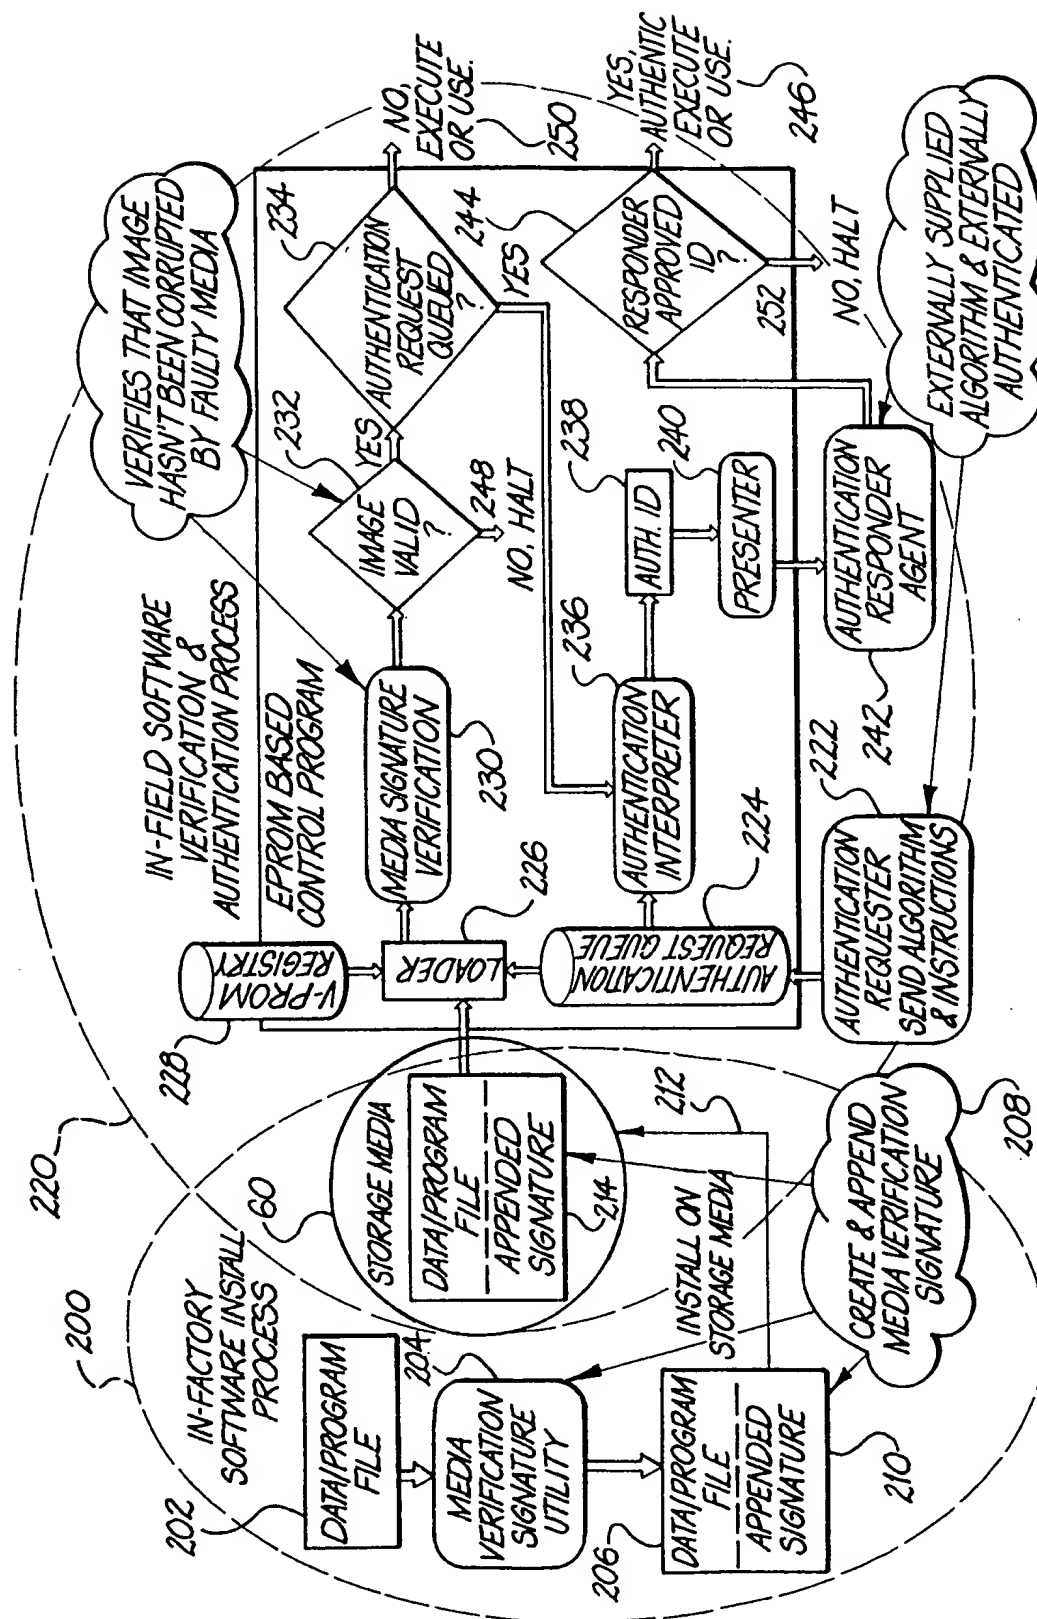 200
IN-FACTORY
SOFTWARE INSTALL
PROCESS
202
DATA/PROGRAM
FILE
204
MEDIA
VERIFICATION
SIGNATURE
UTILITY
206
DATA/PROGRAM
FILE
APPENDED
SIGNATURE
210
INSTALL ON
STORAGE MEDIA
212
CREATE & APPEND
MEDIA VERIFICATION
SIGNATURE
208
60
STORAGE MEDIA
DATA/PROGRAM
FILE
APPENDED
SIGNATURE
214
220
IN-FIELD SOFTWARE
VERIFICATION &
AUTHENTICATION PROCESS
EPROM BASED
CONTROL PROGRAM
228
V-PROM
REGISTRY
LOADER
226
AUTHENTICATION
REQUEST QUEUE
224
AUTHENTICATION
REQUESTER
SEND ALGORITHM
& INSTRUCTIONS
222
MEDIA SIGNATURE
VERIFICATION
230
VERIFIES THAT IMAGE
HASN'T BEEN CORRUPTED
BY FAULTY MEDIA
IMAGE
VALID
?
232
YES
248
NO, HALT
AUTHENTICATION
REQUEST
QUEUED
?
234
YES
NO,
EXECUTE
OR USE.
250
AUTHENTICATION
INTERPRETER
236
AUTH. ID
238
PRESENTER
240
AUTHENTICATION
RESPONDER
AGENT
242
RESPONDER
APPROVED
ID
?
244
YES,
AUTHENTIC
/EXECUTE
OR USE.
246
252
NO, HALT
EXTERNALLY SUPPLIED
ALGORITHM & EXTERNALLY
AUTHENTICATED